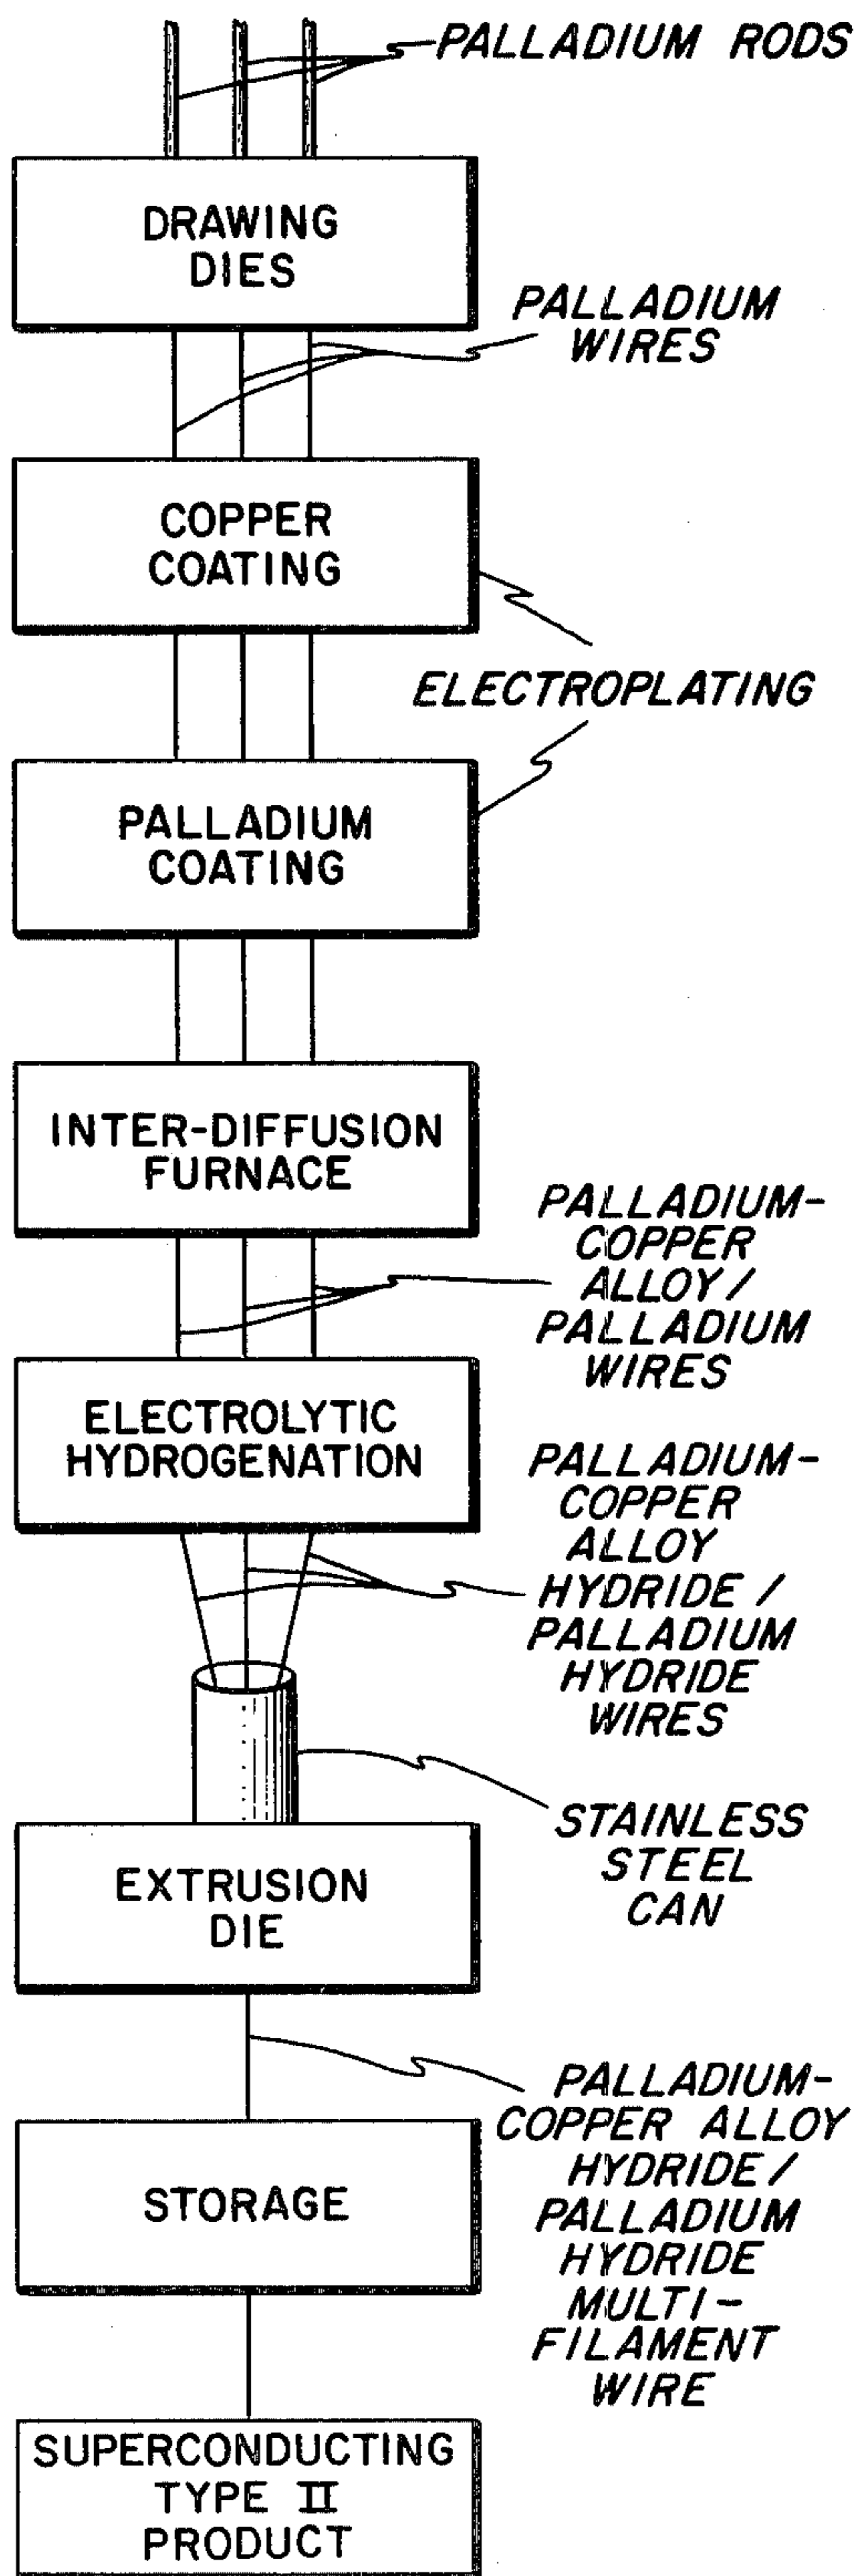 PALLADIUM RODS
DRAWING
DIES
PALLADIUM
WIRES
COPPER
COATING
ELECTROPLATING
PALLADIUM
COATING
INTER-DIFFUSION
FURNACE
PALLADIUM-
COPPER
ALLOY/
PALLADIUM
WIRES
ELECTROLYTIC
HYDROGENATION
PALLADIUM-
COPPER
ALLOY
HYDRIDE/
PALLADIUM
HYDRIDE
WIRES
STAINLESS
STEEL
CAN
EXTRUSION
DIE
PALLADIUM-
COPPER ALLOY
HYDRIDE/
PALLADIUM
HYDRIDE
MULTI-
FILAMENT
WIRE
STORAGE
SUPERCONDUCTING
TYPE II
PRODUCT